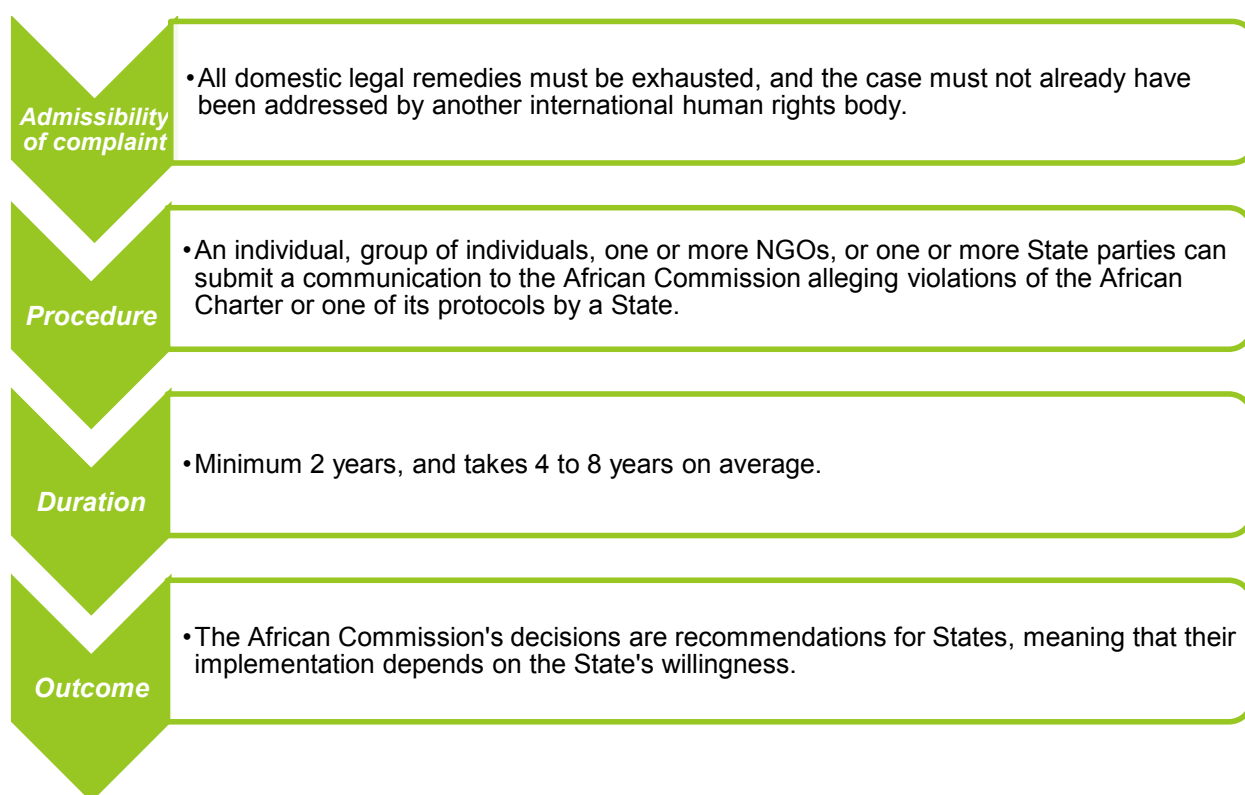 Admissibility
of complaint
•All domestic legal remedies must be exhausted, and the case must not already have
been addressed by another international human rights body.
Procedure
•An individual, group of individuals, one or more NGOs, or one or more State parties can
submit a communication to the African Commission alleging violations of the African
Charter or one of its protocols by a State.
Duration
•Minimum 2 years, and takes 4 to 8 years on average.
Outcome
•The African Commission's decisions are recommendations for States, meaning that their
implementation depends on the State's willingness.